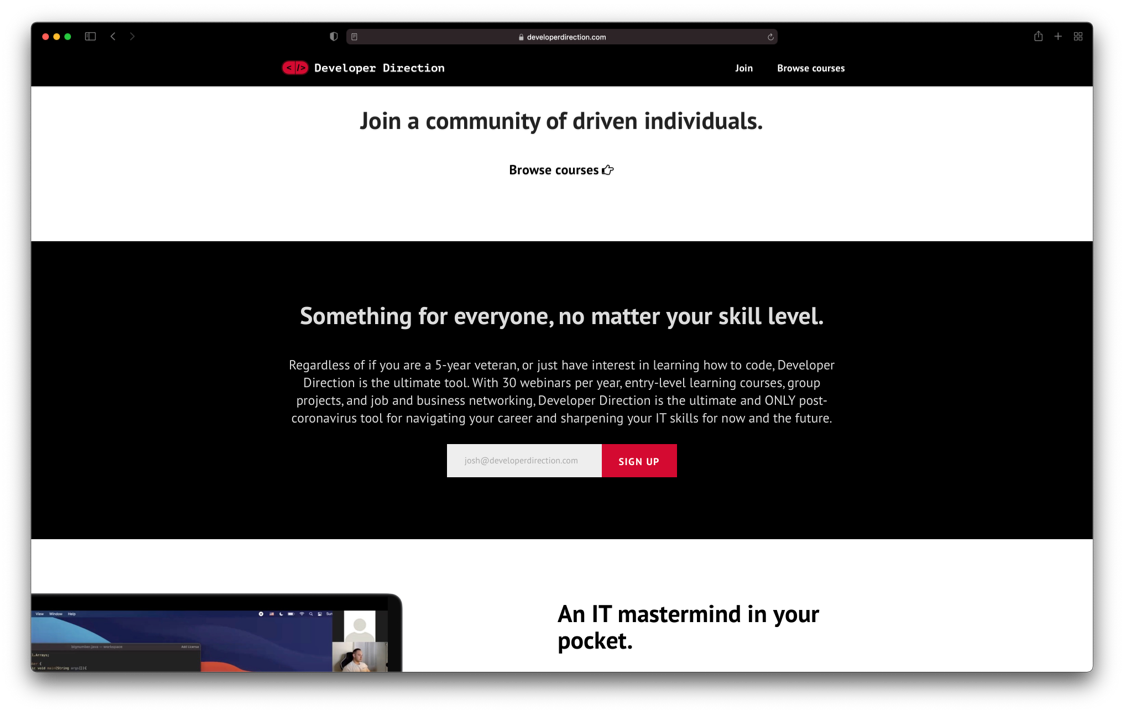 developerdirection.com
</> Developer Direction
Join
Browse courses
Join a community of driven individuals.
Browse courses
Something for everyone, no matter your skill level.
Regardless of if you are a 5-year veteran, or just have interest in learning how to code, Developer
Direction is the ultimate tool. With 30 webinars per year, entry-level learning courses, group
projects, and job and business networking, Developer Direction is the ultimate and ONLY post-
coronavirus tool for navigating your career and sharpening your IT skills for now and the future.
josh@developerdirection.com
SIGN UP
View Window Help
An IT mastermind in your
pocket.